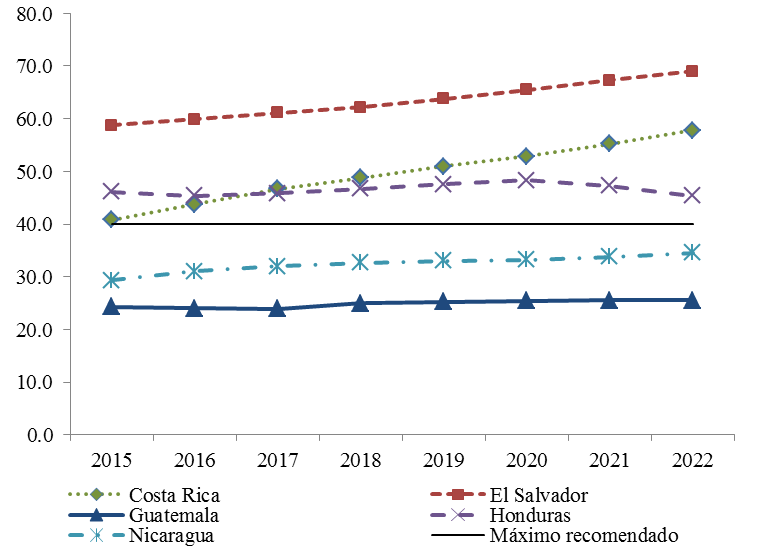 80.0
70.0
60.0
50.0
40.0
30.0
20.0
10.0
0.0
2015 2016 2017 2018 2019 2020 2021 2022
Costa Rica El Salvador
Guatemala Honduras
Nicaragua Máximo recomendado